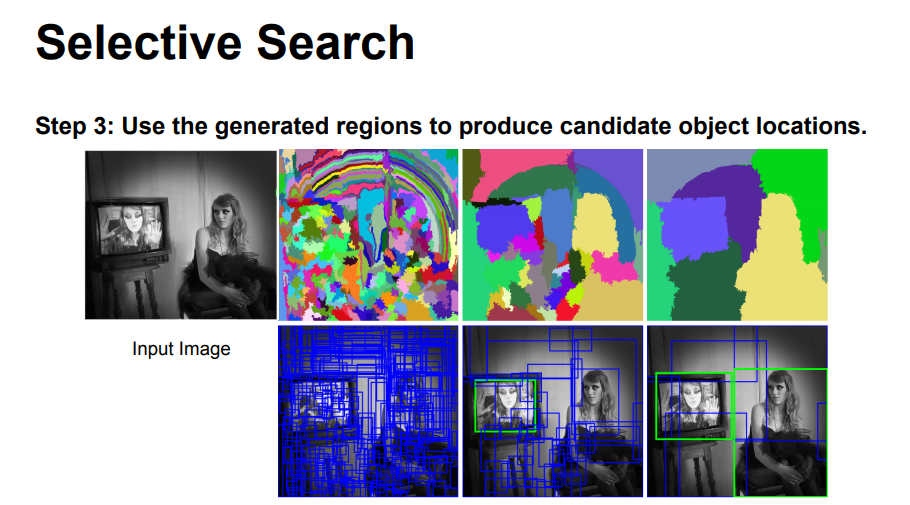 Selective Search
Step 3: Use the generated regions to produce candidate object locations.
Input Image